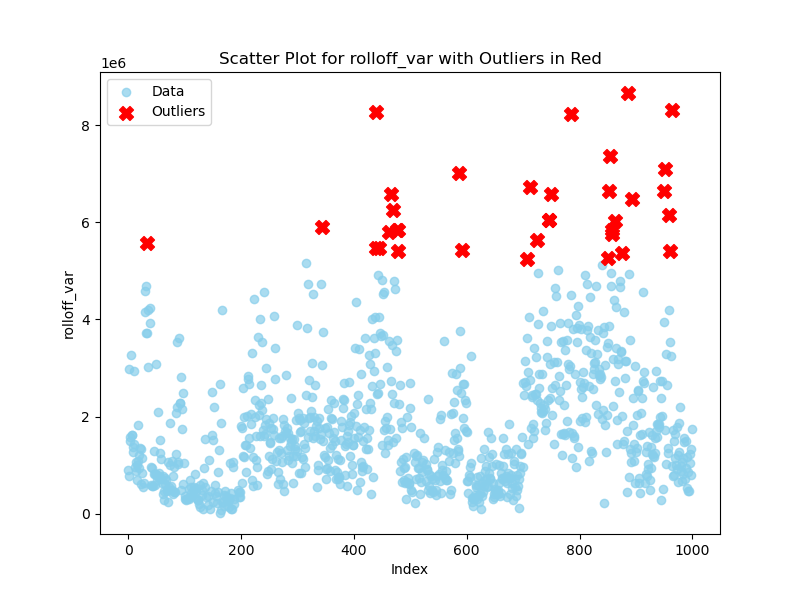 Scatter Plot for rolloff_var with Outliers in Red
1e6
Data
Outliers
8
6
4
2
0
rolloff_var
0 200 400 600 800 1000
Index